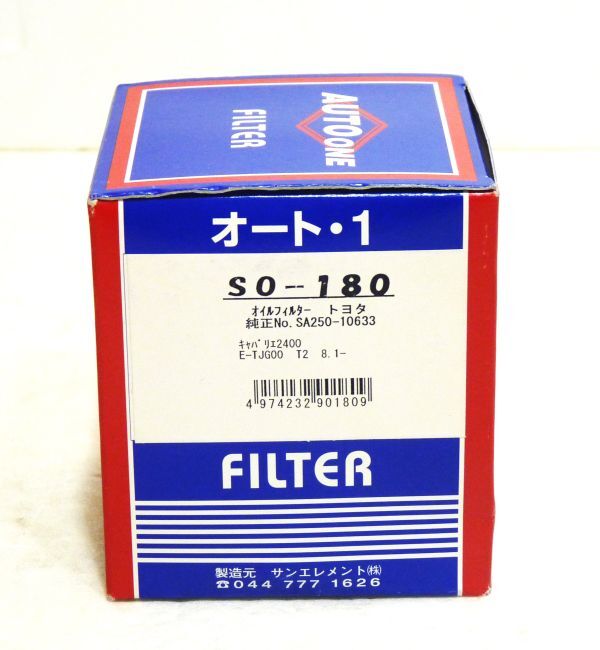 AUTO ONE
FILTER
オート・1
SO-180
ｵｲﾙﾌｨﾙﾀｰ トヨタ
純正No.SA250-10633
ｷｬﾊﾞﾘｴ2400
E-TJG00 T2 8.1-
4 974232 901809
FILTER
製造元 サンエレメント㈱
☎044 777 1626